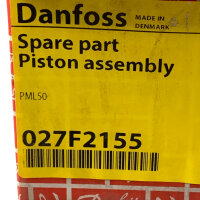 Danfoss MADE IN
DENMARK
Spare part
Piston assembly
PML50
027F2155